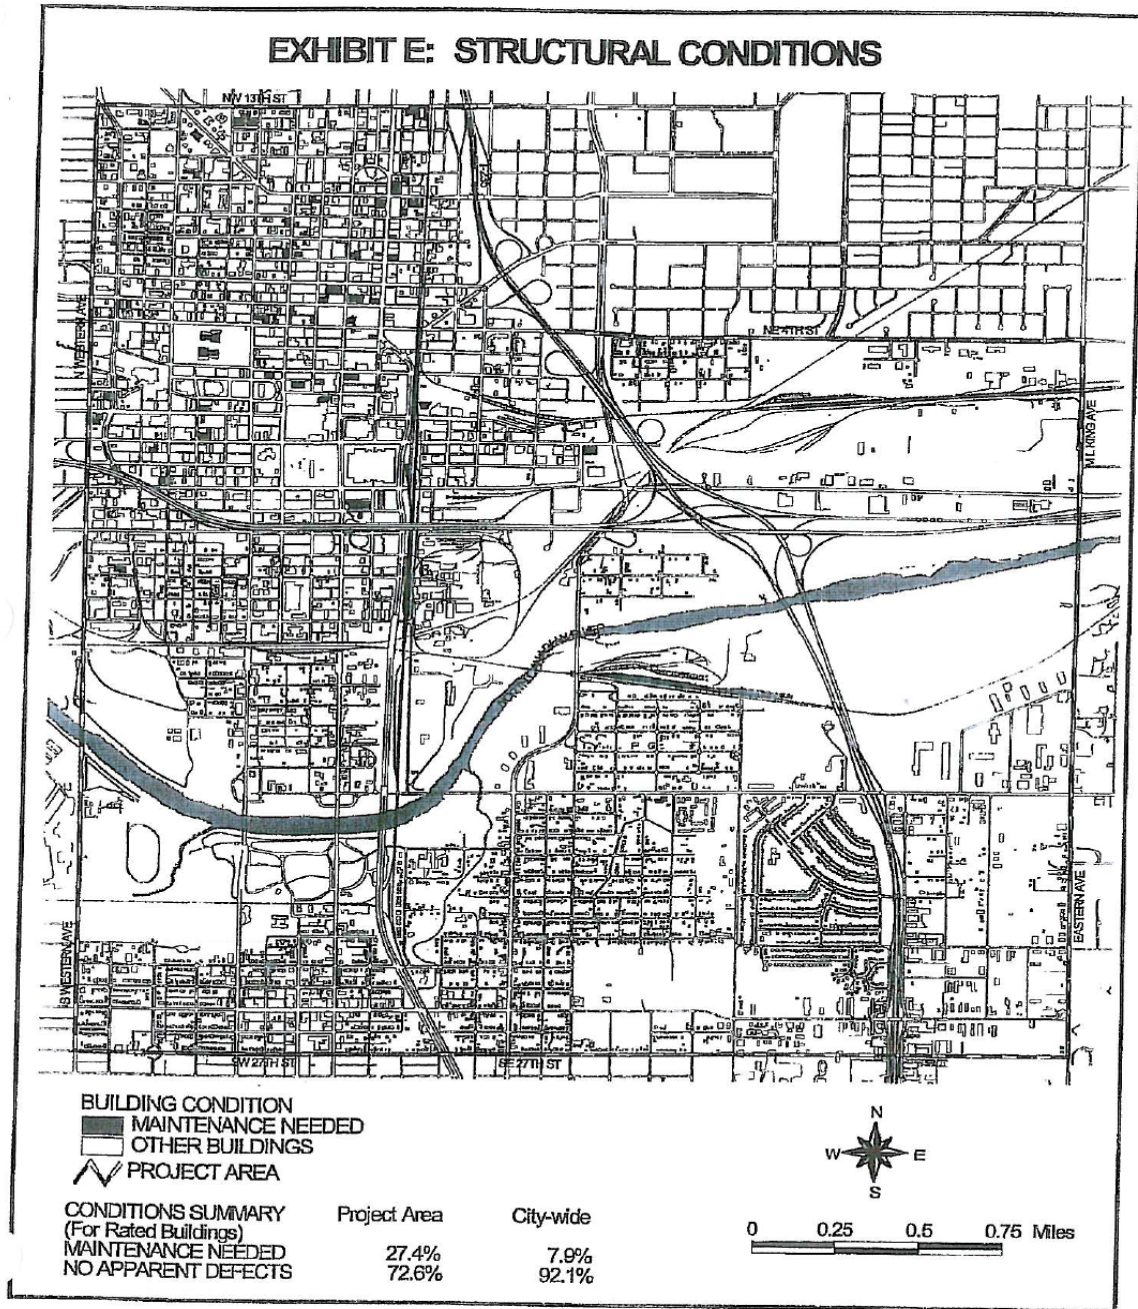 EXHIBIT E: STRUCTURAL CONDITIONS
NW 13TH ST
I-235
N WESTERN AVE
NE 4TH ST
M L KING AVE
S WESTERN AVE
EASTERN AVE
SW 27TH ST
SE 27TH ST
BUILDING CONDITION
MAINTENANCE NEEDED
OTHER BUILDINGS
PROJECT AREA
N
W E
S
CONDITIONS SUMMARY Project Area City-wide
(For Rated Buildings)
MAINTENANCE NEEDED 27.4% 7.9%
NO APPARENT DEFECTS 72.6% 92.1%
0 0.25 0.5 0.75 Miles